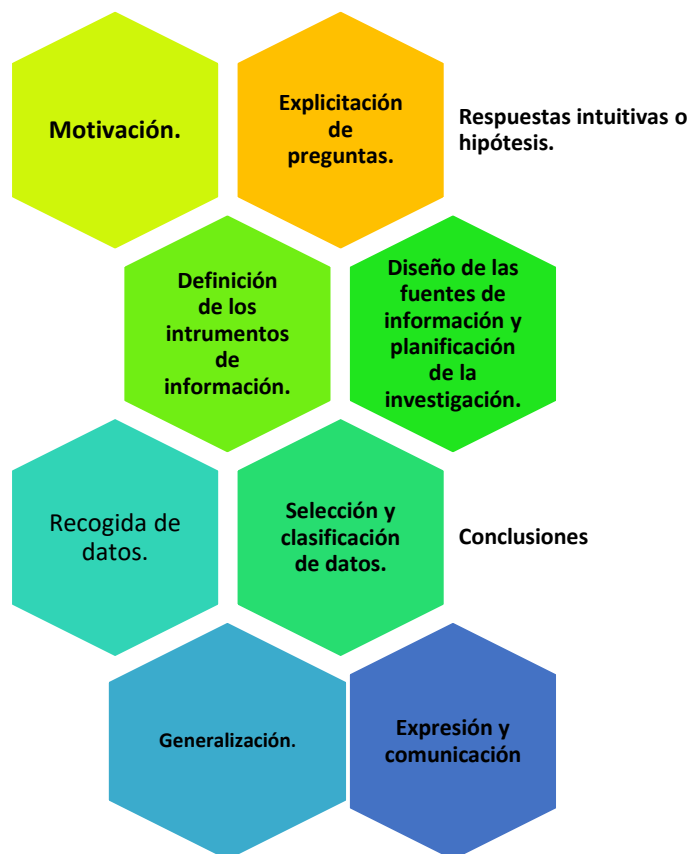 Motivación.
Explicitación
de
preguntas.
Respuestas intuitivas o
hipótesis.
Definición
de los
intrumentos
de
información.
Diseño de las
fuentes de
información y
planificación
de la
investigación.
Recogida de
datos.
Selección y
clasificación
de datos.
Conclusiones
Generalización.
Expresión y
comunicación